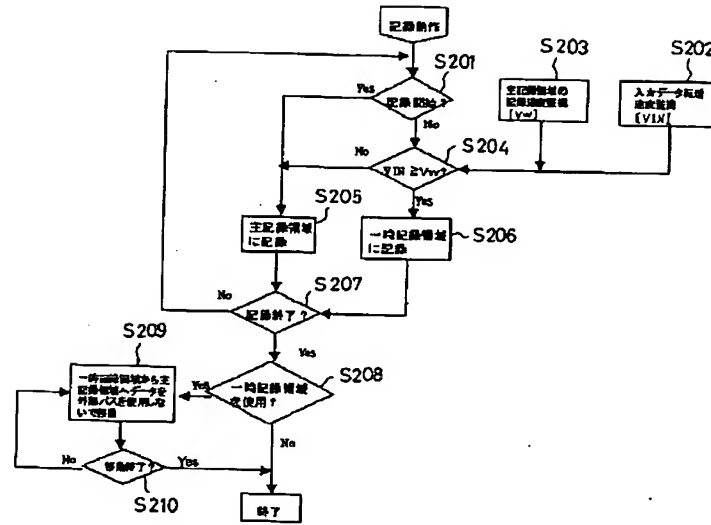 記録動作
S201
記録開始?
Yes
No
S203
主記録領域の
記録速度監視
[VW]
S202
入力データ転送
速度監視
[VIN]
S204
VIN≧VW?
No
Yes
S205
主記録領域
に記録
S206
一時記録領域
に記録
S207
記録終了?
No
Yes
S208
一時記録領域
を使用?
Yes
No
S209
一時記録領域から主
記録領域へデータを
外部バスを使用しな
いで移動
S210
移動終了?
No
Yes
終了